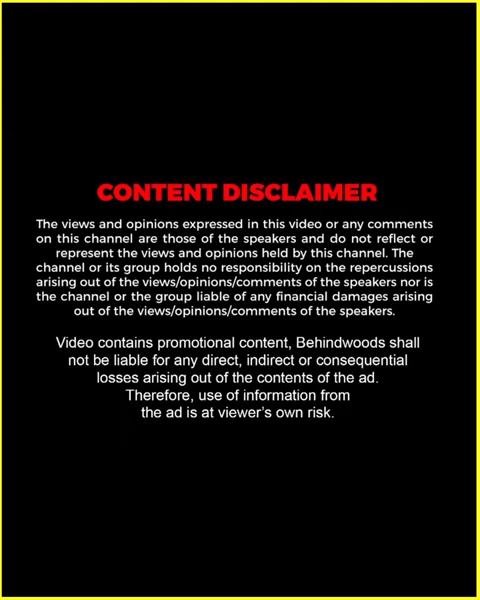 CONTENT DISCLAIMER
The views and opinions expressed in this video or any comments
on this channel are those of the speakers and do not reflect or
represent the views and opinions held by this channel. The
channel or its group holds no responsibility on the repercussions
arising out of the views/opinions/comments of the speakers nor is
the channel or the group liable of any financial damages arising
out of the views/opinions/comments of the speakers.
Video contains promotional content, Behindwoods shall
not be liable for any direct, indirect or consequential
losses arising out of the contents of the ad.
Therefore, use of information from
the ad is at viewer’s own risk.